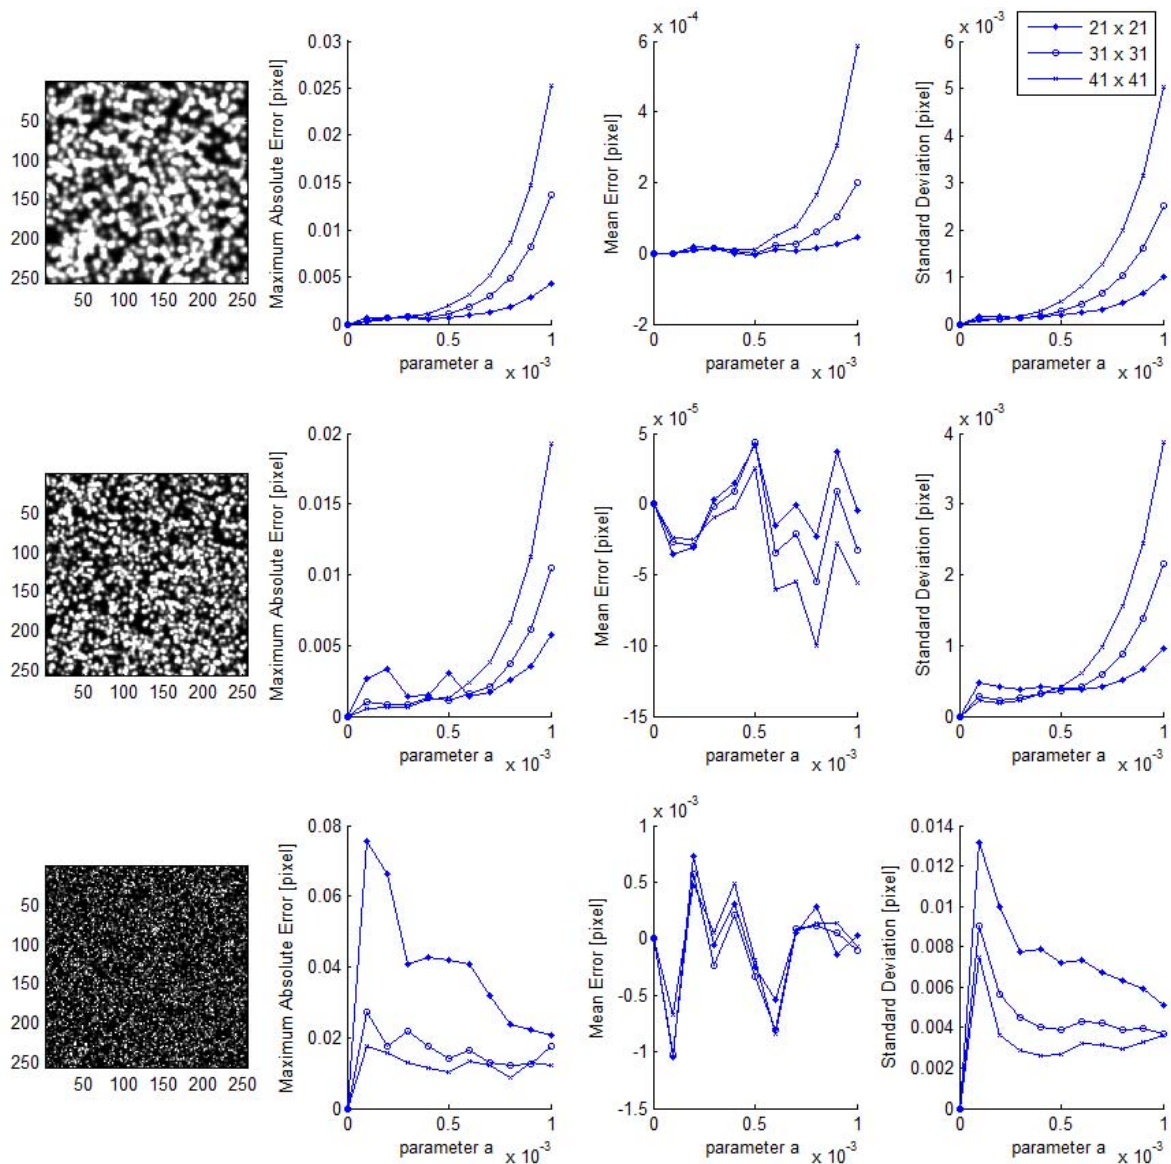 x 10^-4
x 10^-3
21 x 21
31 x 31
41 x 41
50
100
150
200
250
50 100 150 200 250
Maximum Absolute Error [pixel]
0.03
0.025
0.02
0.015
0.01
0.005
0
0 0.5 1
parameter a x 10^-3
Mean Error [pixel]
6
4
2
0
-2
0 0.5 1
parameter a x 10^-3
Standard Deviation [pixel]
6
5
4
3
2
1
0
0 0.5 1
parameter a x 10^-3
50
100
150
200
250
50 100 150 200 250
Maximum Absolute Error [pixel]
0.02
0.015
0.01
0.005
0
0 0.5 1
parameter a x 10^-3
x 10^-5
Mean Error [pixel]
5
0
-5
-10
-15
0 0.5 1
parameter a x 10^-3
x 10^-3
Standard Deviation [pixel]
4
3
2
1
0
0 0.5 1
parameter a x 10^-3
50
100
150
200
250
50 100 150 200 250
Maximum Absolute Error [pixel]
0.08
0.06
0.04
0.02
0
0 0.5 1
parameter a x 10^-3
x 10^-3
Mean Error [pixel]
1
0.5
0
-0.5
-1
-1.5
0 0.5 1
parameter a x 10^-3
Standard Deviation [pixel]
0.014
0.012
0.01
0.008
0.006
0.004
0.002
0
0 0.5 1
parameter a x 10^-3